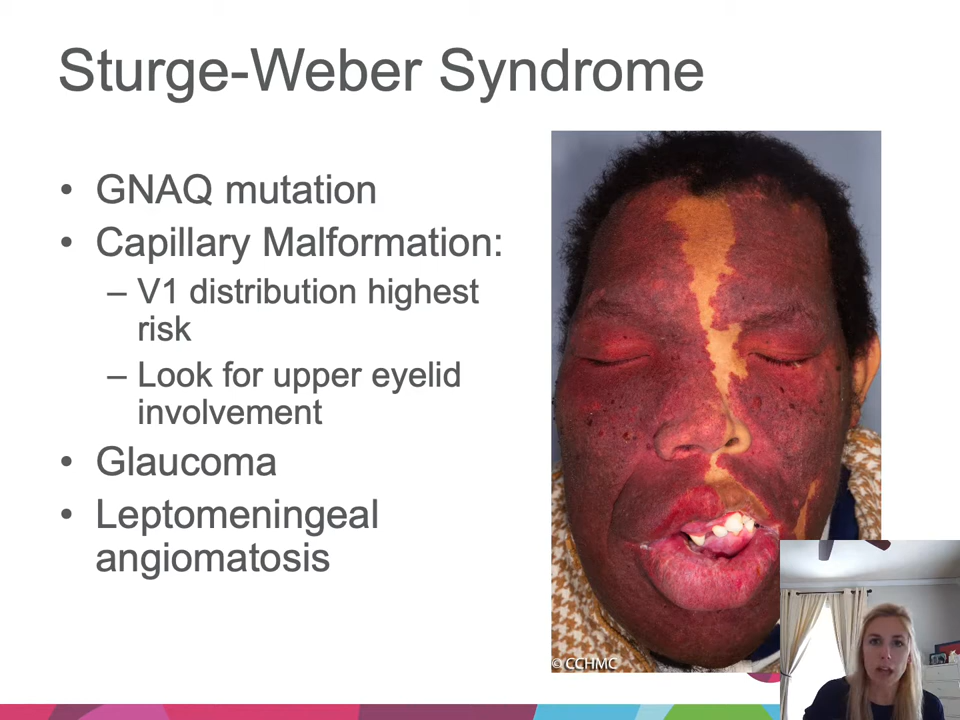 Sturge-Weber Syndrome
• GNAQ mutation
• Capillary Malformation:
– V1 distribution highest
risk
– Look for upper eyelid
involvement
• Glaucoma
• Leptomeningeal
angiomatosis
© CCHMC